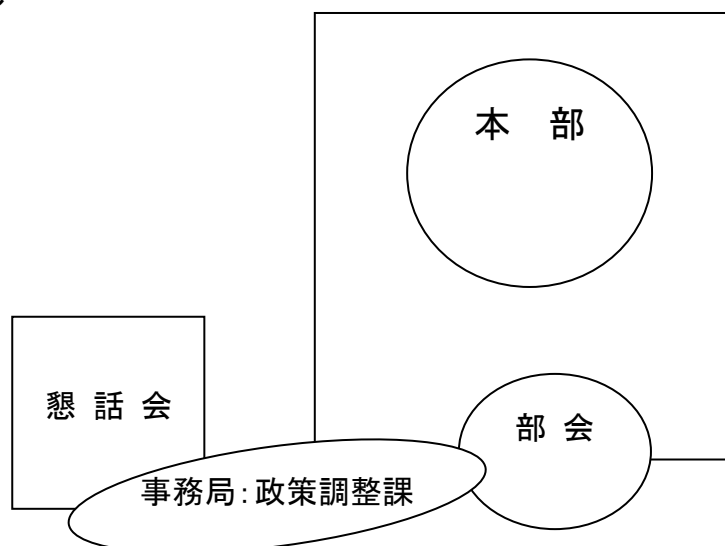 本　部
懇 話 会
部 会
事務局：政策調整課